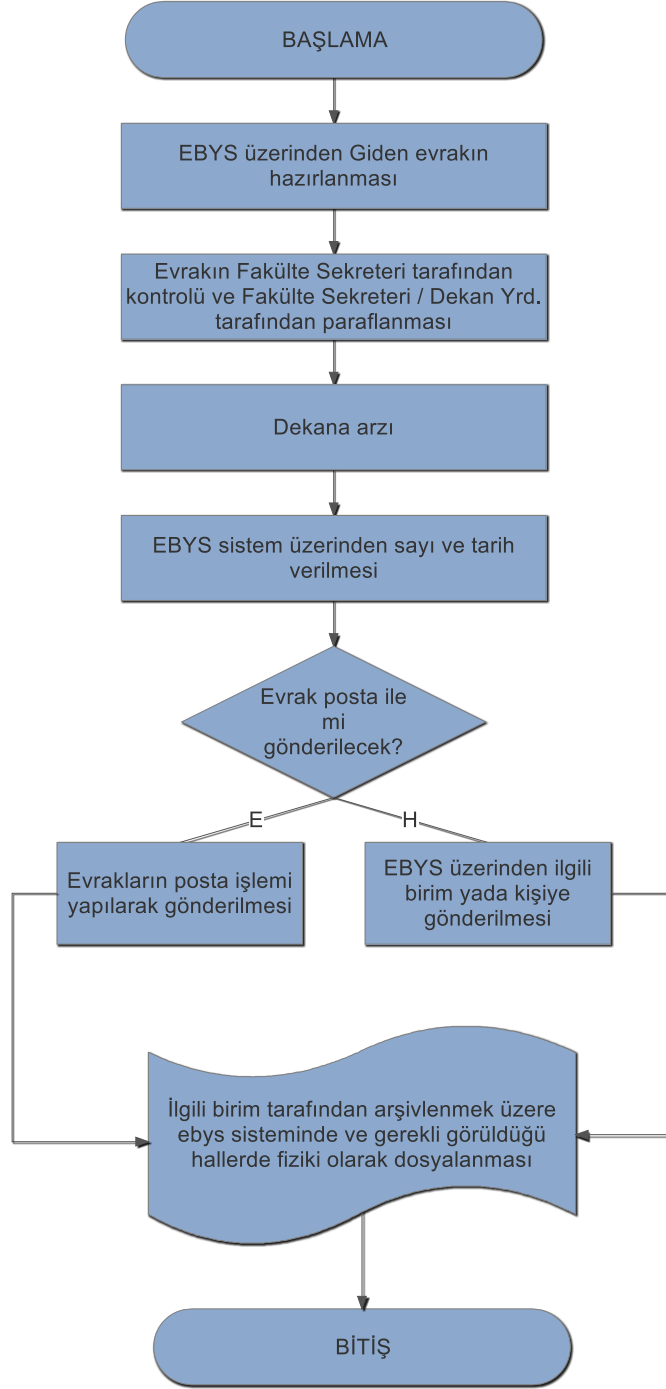 BAŞLAMA
EBYS üzerinden Giden evrakın
hazırlanması
Evrakın Fakülte Sekreteri tarafından
kontrolü ve Fakülte Sekreteri / Dekan Yrd.
tarafından paraflanması
Dekana arzı
EBYS sistem üzerinden sayı ve tarih
verilmesi
Evrak posta ile
mi
gönderilecek?
E
H
Evrakların posta işlemi
yapılarak gönderilmesi
EBYS üzerinden ilgili
birim yada kişiye
gönderilmesi
İlgili birim tarafından arşivlenmek üzere
ebys sisteminde ve gerekli görüldüğü
hallerde fiziki olarak dosyalanması
BİTİŞ